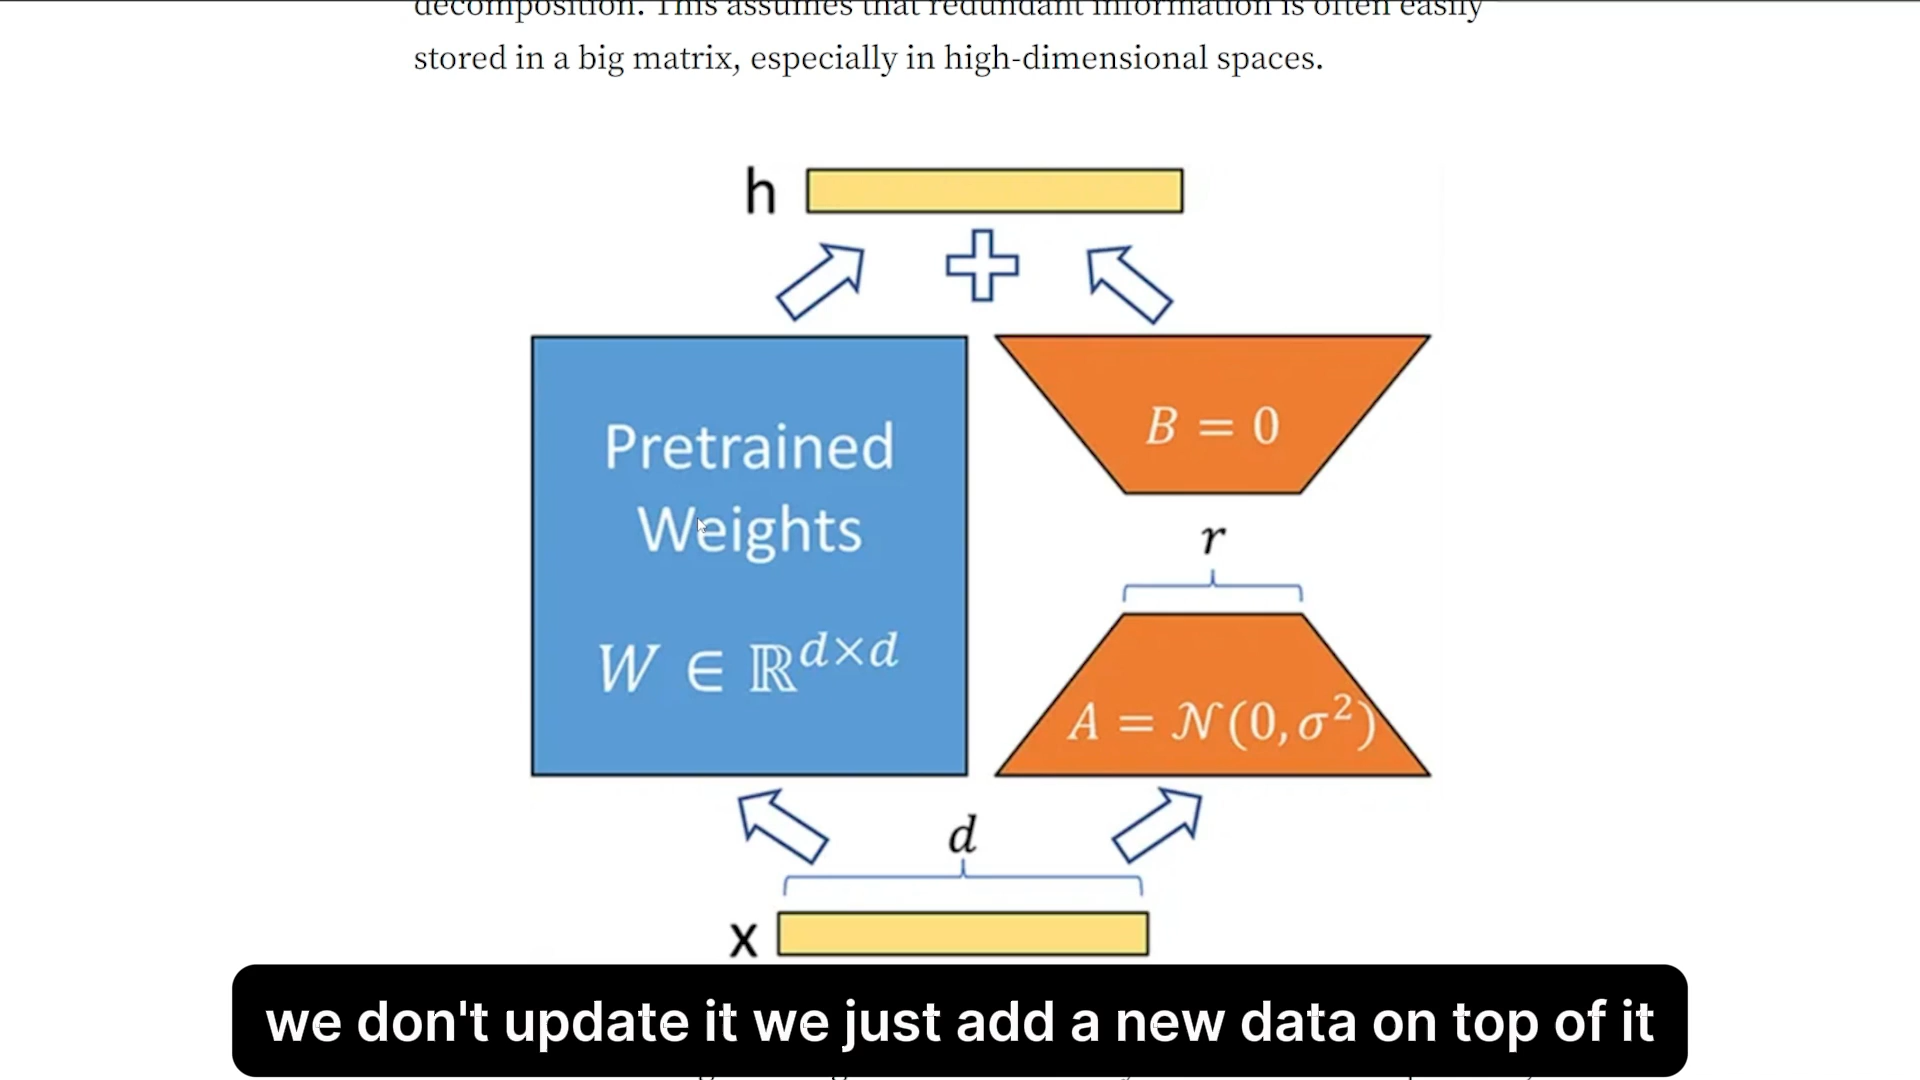 decomposition. This assumes that redundant information is often easily
stored in a big matrix, especially in high-dimensional spaces.
h
Pretrained
Weights
W ∈ ℝ^{d×d}
B = 0
r
A = 𝒩(0, σ²)
d
x
we don't update it we just add a new data on top of it